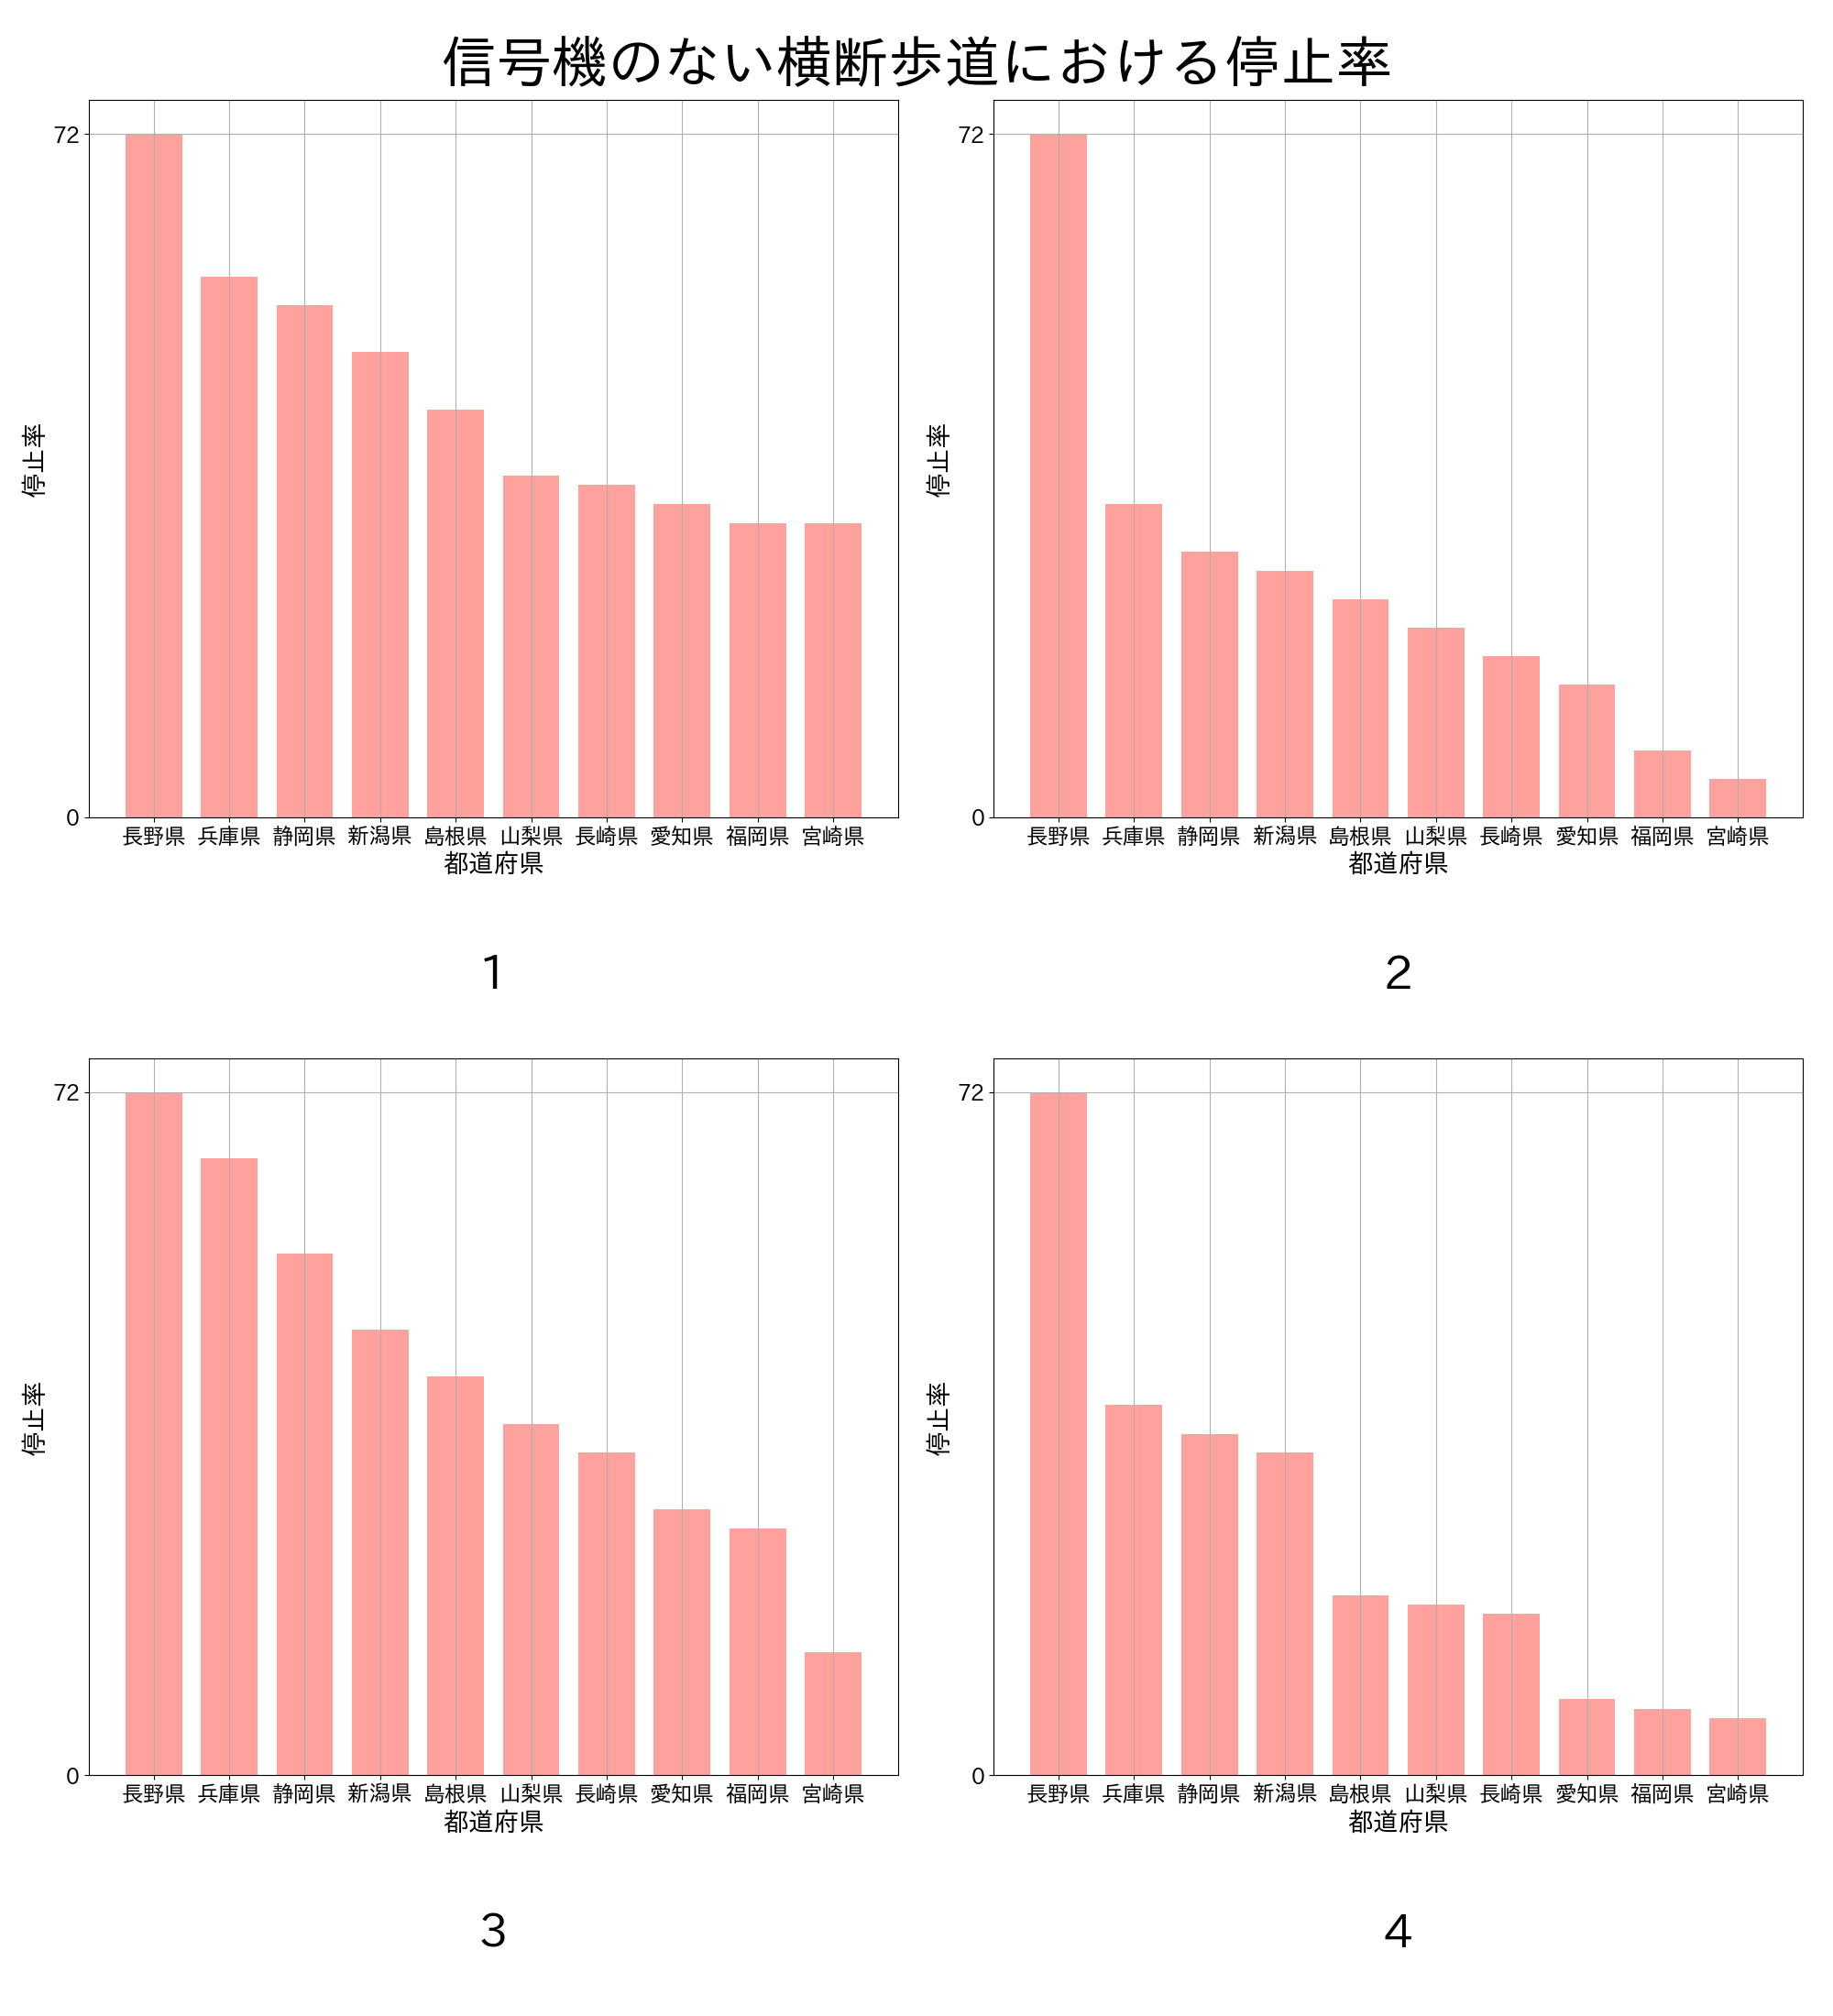 信号機のない横断歩道における停止率
72
0
停止率
長野県 兵庫県 静岡県 新潟県 島根県 山梨県 長崎県 愛知県 福岡県 宮崎県
都道府県
1
72
0
停止率
長野県 兵庫県 静岡県 新潟県 島根県 山梨県 長崎県 愛知県 福岡県 宮崎県
都道府県
2
72
0
停止率
長野県 兵庫県 静岡県 新潟県 島根県 山梨県 長崎県 愛知県 福岡県 宮崎県
都道府県
3
72
0
停止率
長野県 兵庫県 静岡県 新潟県 島根県 山梨県 長崎県 愛知県 福岡県 宮崎県
都道府県
4